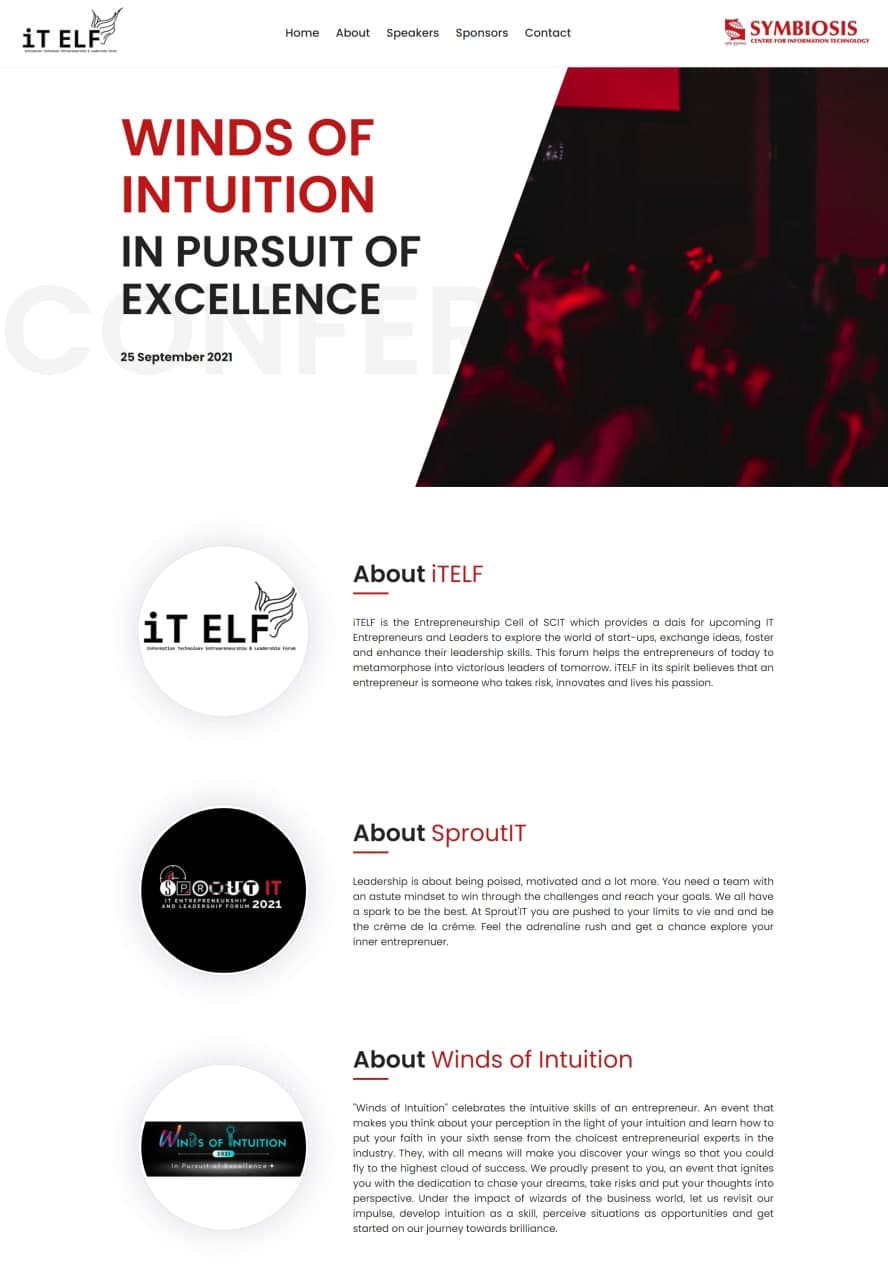 iT ELF
Information Technology Entrepreneurship & Leadership Forum
Home About Speakers Sponsors Contact
SYMBIOSIS
CENTRE FOR INFORMATION TECHNOLOGY
WINDS OF
INTUITION
IN PURSUIT OF
EXCELLENCE
CONFER
25 September 2021
iT ELF
Information Technology Entrepreneurship & Leadership Forum
About iTELF
iTELF is the Entrepreneurship Cell of SCIT which provides a dais for upcoming IT
Entrepreneurs and Leaders to explore the world of start-ups, exchange ideas, foster
and enhance their leadership skills. This forum helps the entrepreneurs of today to
metamorphose into victorious leaders of tomorrow. iTELF in its spirit believes that an
entrepreneur is someone who takes risk, innovates and lives his passion.
SPROUT IT
IT ENTREPRENEURSHIP
AND LEADERSHIP FORUM 2021
About SproutIT
Leadership is about being poised, motivated and a lot more. You need a team with
an astute mindset to win through the challenges and reach your goals. We all have
a spark to be the best. At Sprout'IT you are pushed to your limits to vie and and be
the crème de la crème. Feel the adrenaline rush and get a chance explore your
inner entreprenuer.
WINDS OF INTUITION
2021
In Pursuit of Excellence
About Winds of Intuition
"Winds of Intuition" celebrates the intuitive skills of an entrepreneur. An event that
makes you think about your perception in the light of your intuition and learn how to
put your faith in your sixth sense from the choicest entrepreneurial experts in the
industry. They, with all means will make you discover your wings so that you could
fly to the highest cloud of success. We proudly present to you, an event that ignites
you with the dedication to chase your dreams, take risks and put your thoughts into
perspective. Under the impact of wizards of the business world, let us revisit our
impulse, develop intuition as a skill, perceive situations as opportunities and get
started on our journey towards brilliance.